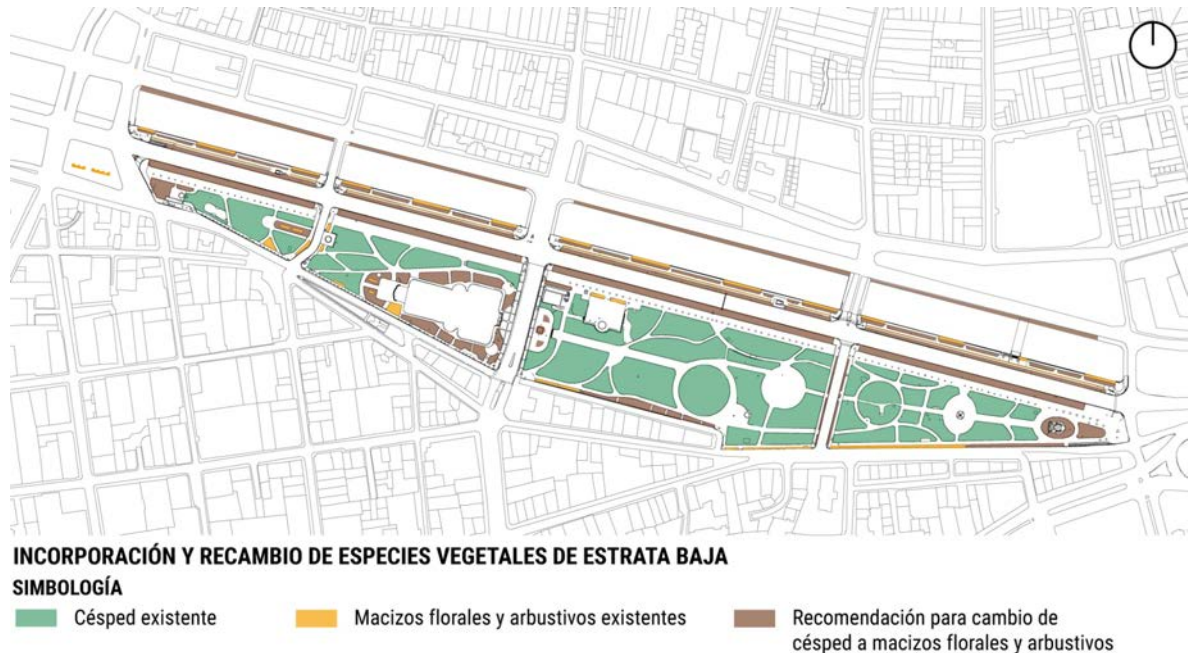 INCORPORACIÓN Y RECAMBIO DE ESPECIES VEGETALES DE ESTRATA BAJA
SIMBOLOGÍA
Césped existente
Macizos florales y arbustivos existentes
Recomendación para cambio de
césped a macizos florales y arbustivos